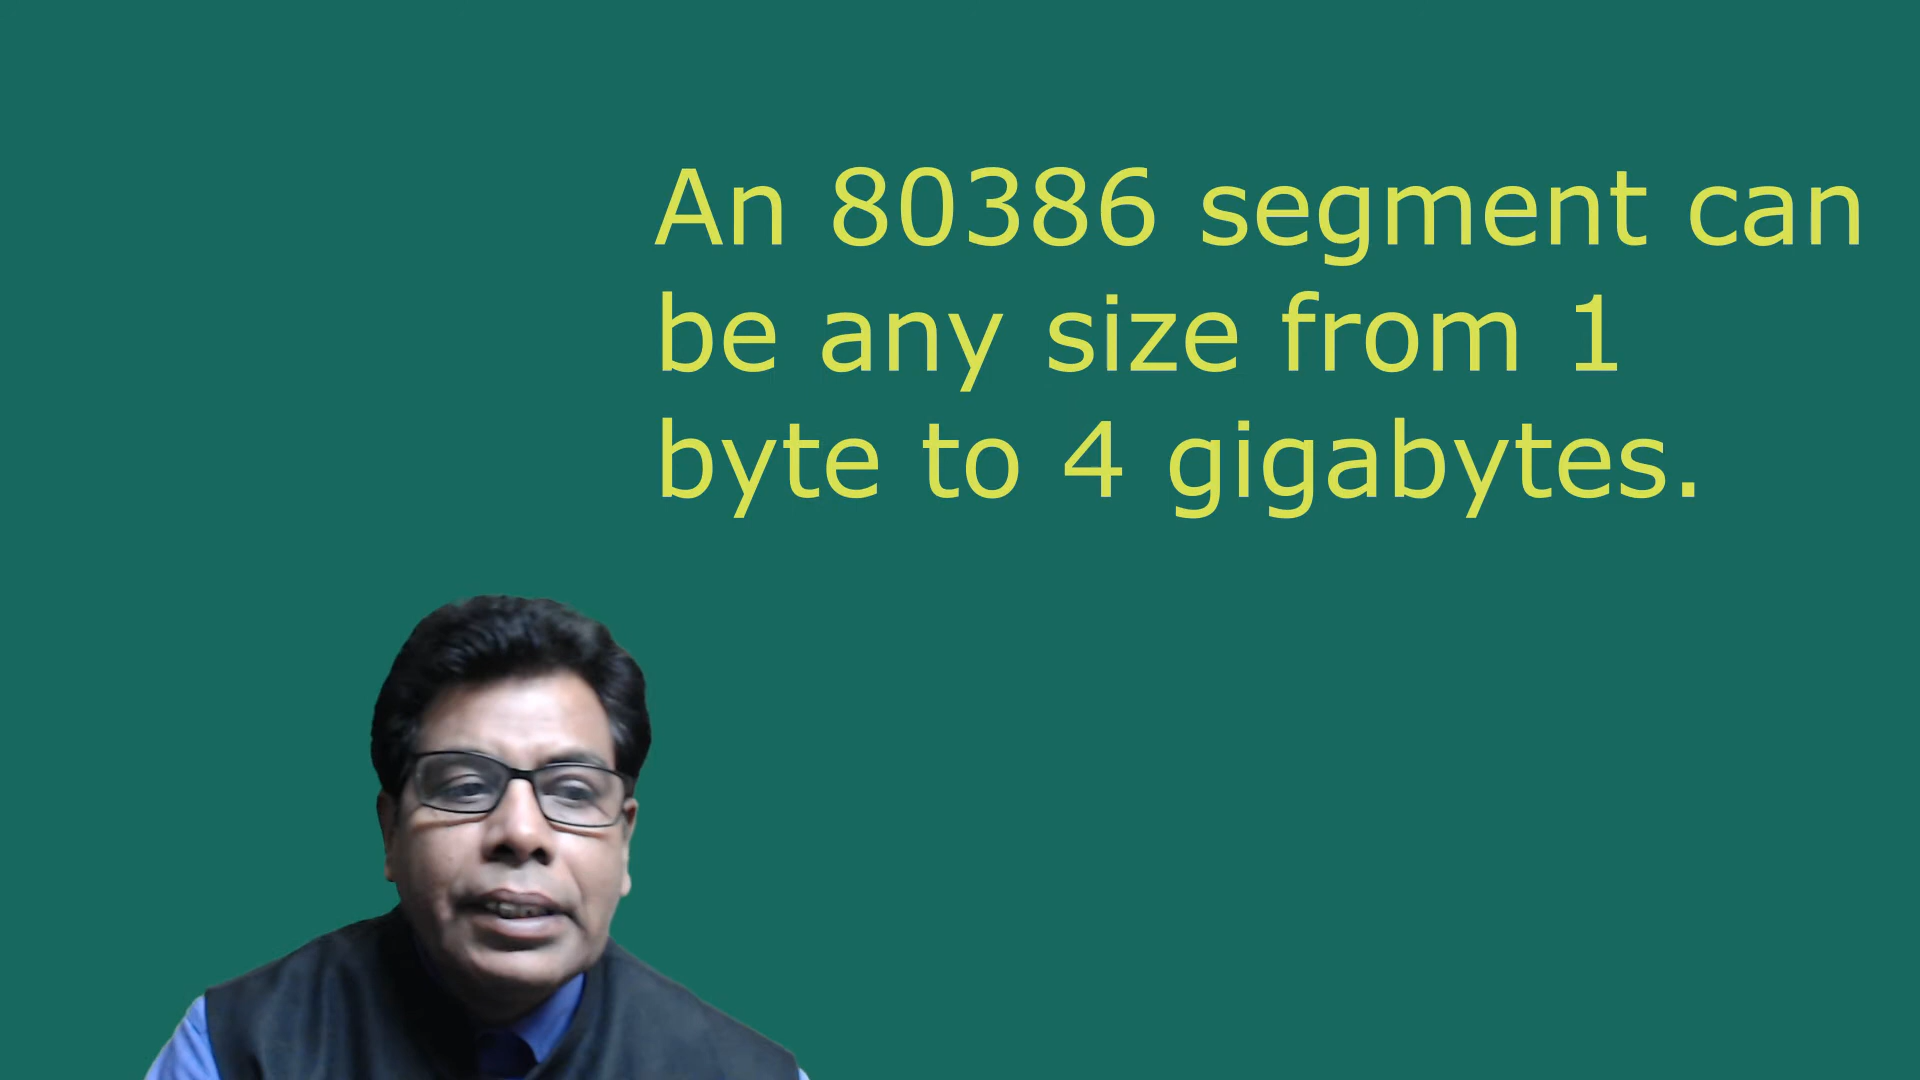 An 80386 segment can
be any size from 1
byte to 4 gigabytes.